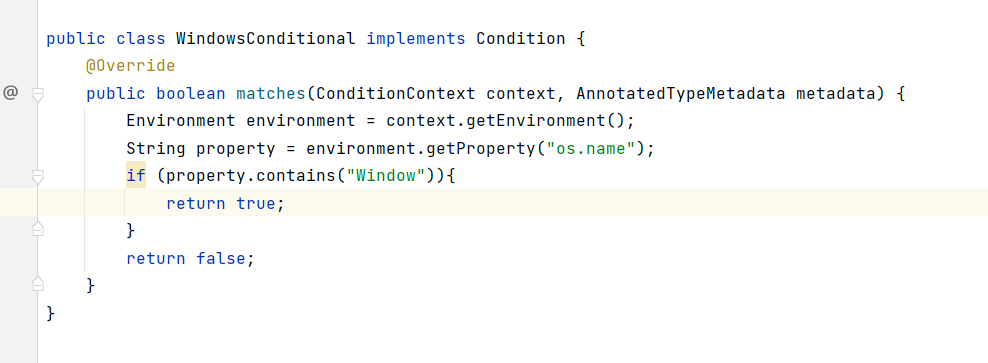 public class WindowsConditional implements Condition {
@Override
@ public boolean matches(ConditionContext context, AnnotatedTypeMetadata metadata) {
Environment environment = context.getEnvironment();
String property = environment.getProperty("os.name");
if (property.contains("Window")){
return true;
}
return false;
}
}